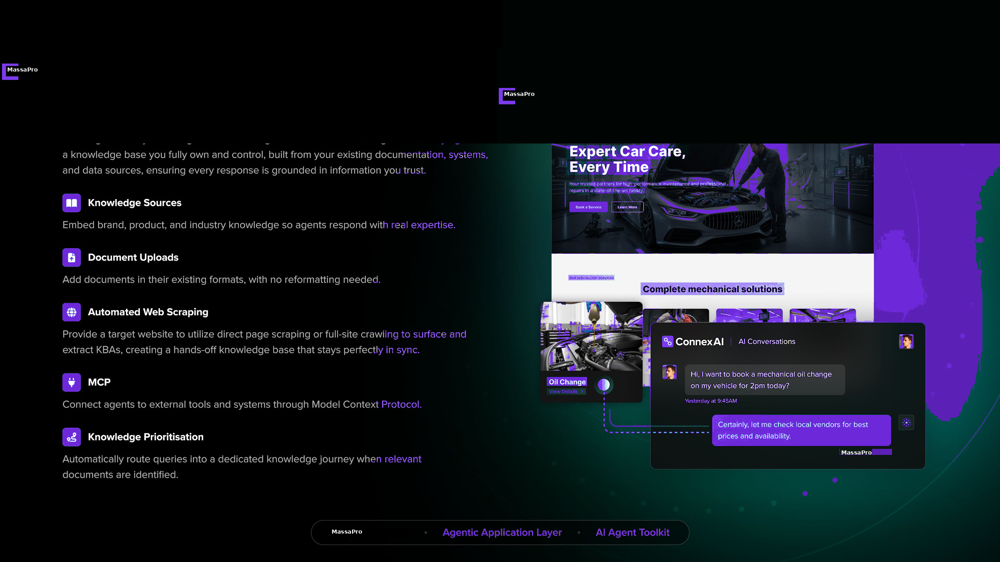 MassaPro
MassaPro
a knowledge base you fully own and control, built from your existing documentation, systems,
and data sources, ensuring every response is grounded in information you trust.
Knowledge Sources
Embed brand, product, and industry knowledge so agents respond with real expertise.
Document Uploads
Add documents in their existing formats, with no reformatting needed.
Automated Web Scraping
Provide a target website to utilize direct page scraping or full-site crawling to surface and
extract KBAs, creating a hands-off knowledge base that stays perfectly in sync.
MCP
Connect agents to external tools and systems through Model Context Protocol.
Knowledge Prioritisation
Automatically route queries into a dedicated knowledge journey when relevant
documents are identified.
Expert Car Care,
Every Time
Your trusted partners for high-performance maintenance and professional
repairs in a state-of-the-art facility.
Book a Service
Learn More
OUR SPECIALIZED SERVICES
Complete mechanical solutions
Oil Change
View Details
ConnexAI
AI Conversations
Hi, I want to book a mechanical oil change
on my vehicle for 2pm today?
Yesterday at 9:45AM
Certainly, let me check local vendors for best
prices and availability.
MassaPro
MassaPro • Agentic Application Layer • AI Agent Toolkit